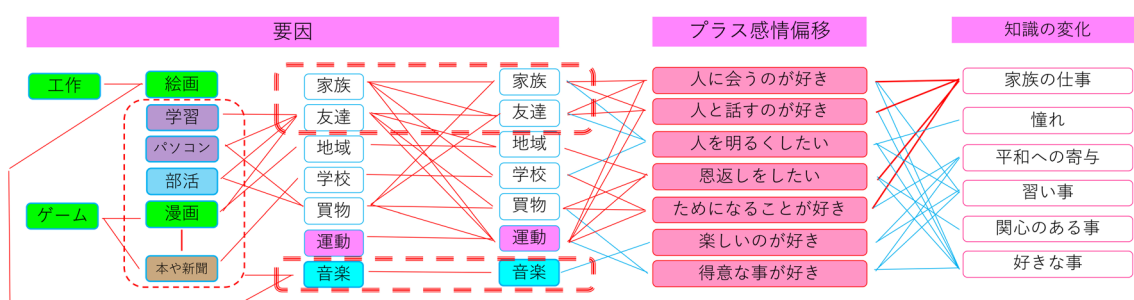 要因
プラス感情偏移
知識の変化
工作
ゲーム
絵画
学習
パソコン
部活
漫画
本や新聞
家族
友達
地域
学校
買物
運動
音楽
家族
友達
地域
学校
買物
運動
音楽
人に会うのが好き
人と話すのが好き
人を明るくしたい
恩返しをしたい
ためになることが好き
楽しいのが好き
得意な事が好き
家族の仕事
憧れ
平和への寄与
習い事
関心のある事
好きな事